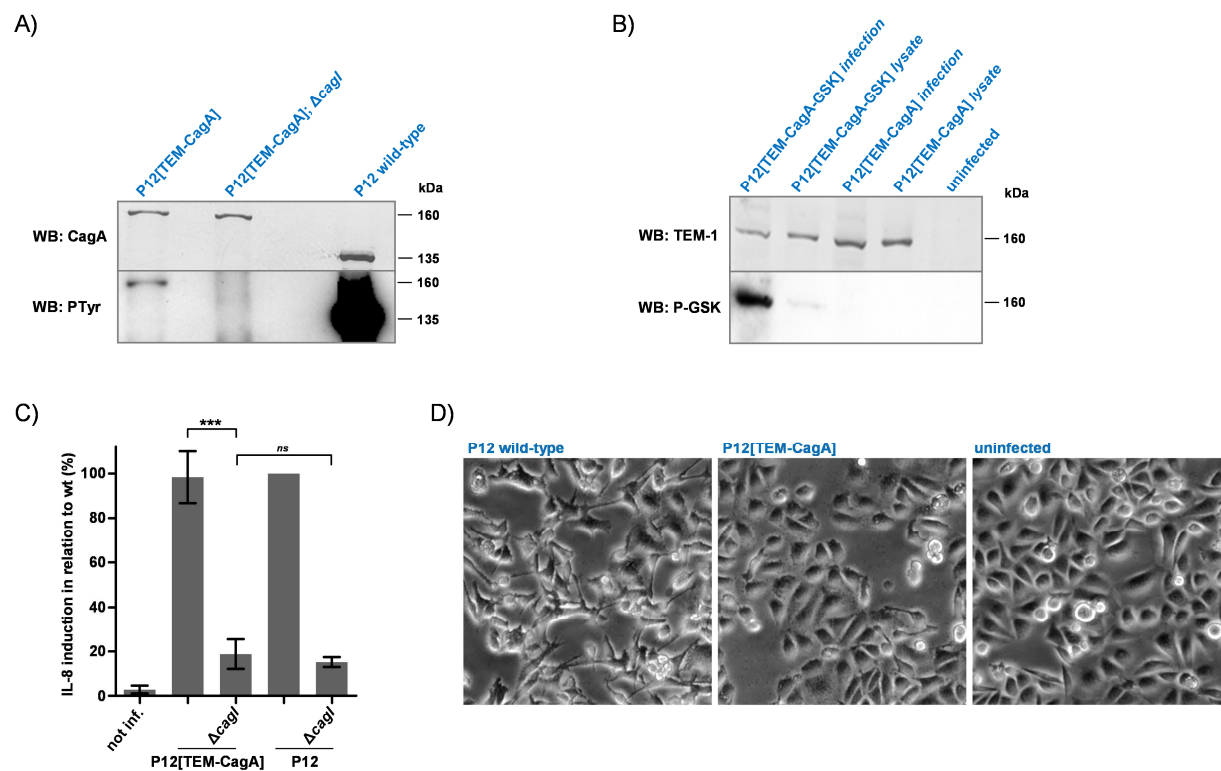 A)
P12[TEM-CagA]
P12[TEM-CagA]; ΔcagI
P12 wild-type
kDa
WB: CagA
160
135
WB: PTyr
160
135
B)
P12[TEM-CagA-GSK] infection
P12[TEM-CagA-GSK] lysate
P12[TEM-CagA] infection
P12[TEM-CagA] lysate
uninfected
kDa
WB: TEM-1
160
WB: P-GSK
160
C)
IL-8 induction in relation to wt (%)
100
80
60
40
20
0
***
ns
not inf.
ΔcagI
ΔcagI
P12[TEM-CagA]
P12
D)
P12 wild-type
P12[TEM-CagA]
uninfected